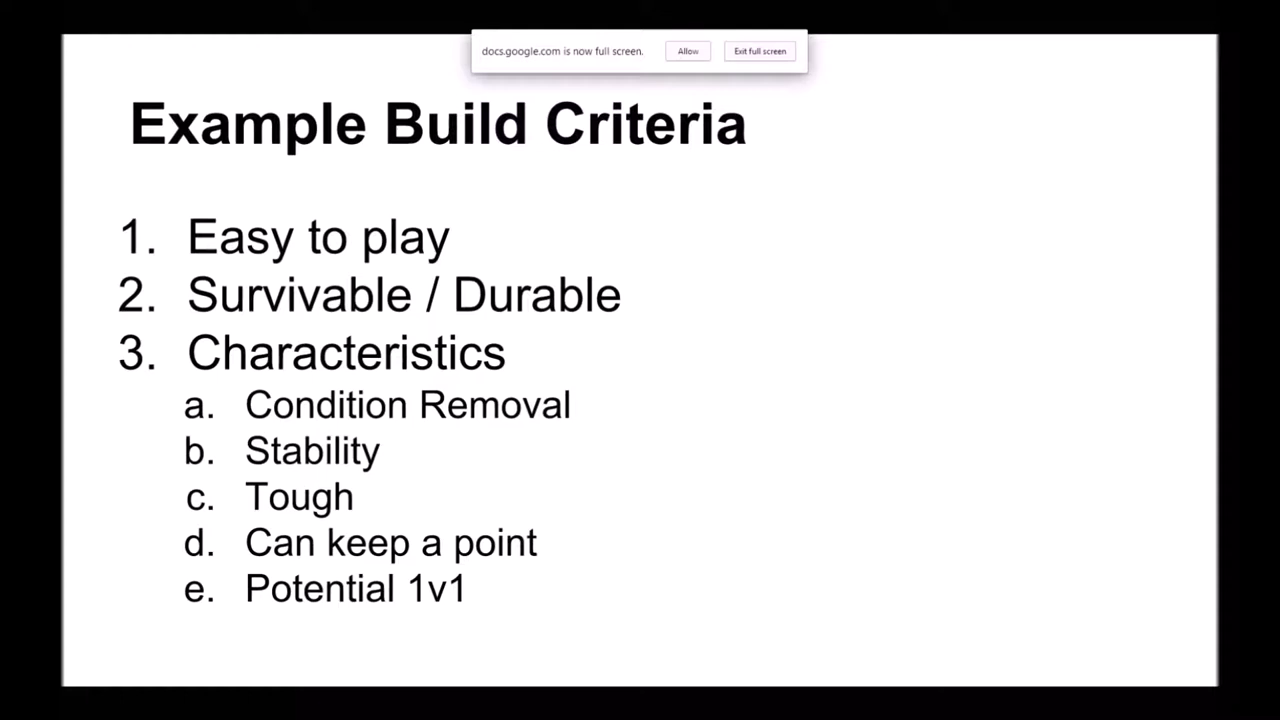 docs.google.com is now full screen. Allow Exit full screen
Example Build Criteria
1. Easy to play
2. Survivable / Durable
3. Characteristics
a. Condition Removal
b. Stability
c. Tough
d. Can keep a point
e. Potential 1v1